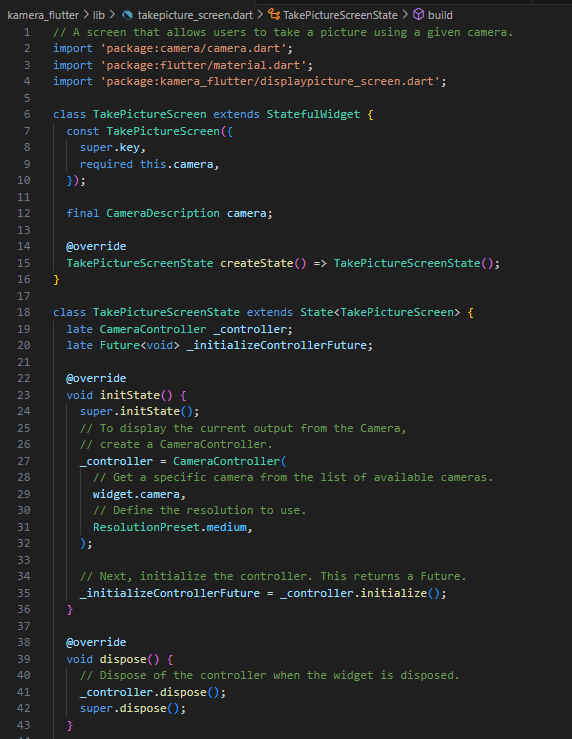 kamera_flutter > lib > takepicture_screen.dart > TakePictureScreenState > build
1 // A screen that allows users to take a picture using a given camera.
2 import 'package:camera/camera.dart';
3 import 'package:flutter/material.dart';
4 import 'package:kamera_flutter/displaypicture_screen.dart';
5
6 class TakePictureScreen extends StatefulWidget {
7   const TakePictureScreen({
8     super.key,
9     required this.camera,
10   });
11
12   final CameraDescription camera;
13
14   @override
15   TakePictureScreenState createState() => TakePictureScreenState();
16 }
17
18 class TakePictureScreenState extends State<TakePictureScreen> {
19   late CameraController _controller;
20   late Future<void> _initializeControllerFuture;
21
22   @override
23   void initState() {
24     super.initState();
25     // To display the current output from the Camera,
26     // create a CameraController.
27     _controller = CameraController(
28       // Get a specific camera from the list of available cameras.
29       widget.camera,
30       // Define the resolution to use.
31       ResolutionPreset.medium,
32     );
33
34     // Next, initialize the controller. This returns a Future.
35     _initializeControllerFuture = _controller.initialize();
36   }
37
38   @override
39   void dispose() {
40     // Dispose of the controller when the widget is disposed.
41     _controller.dispose();
42     super.dispose();
43   }